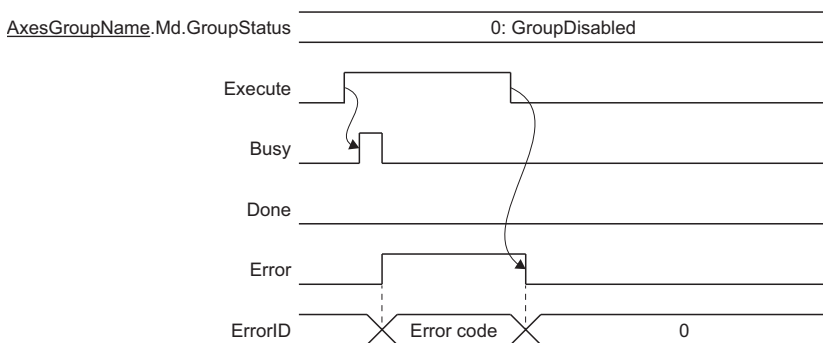 AxesGroupName.Md.GroupStatus 0: GroupDisabled
Execute
Busy
Done
Error
ErrorID Error code 0